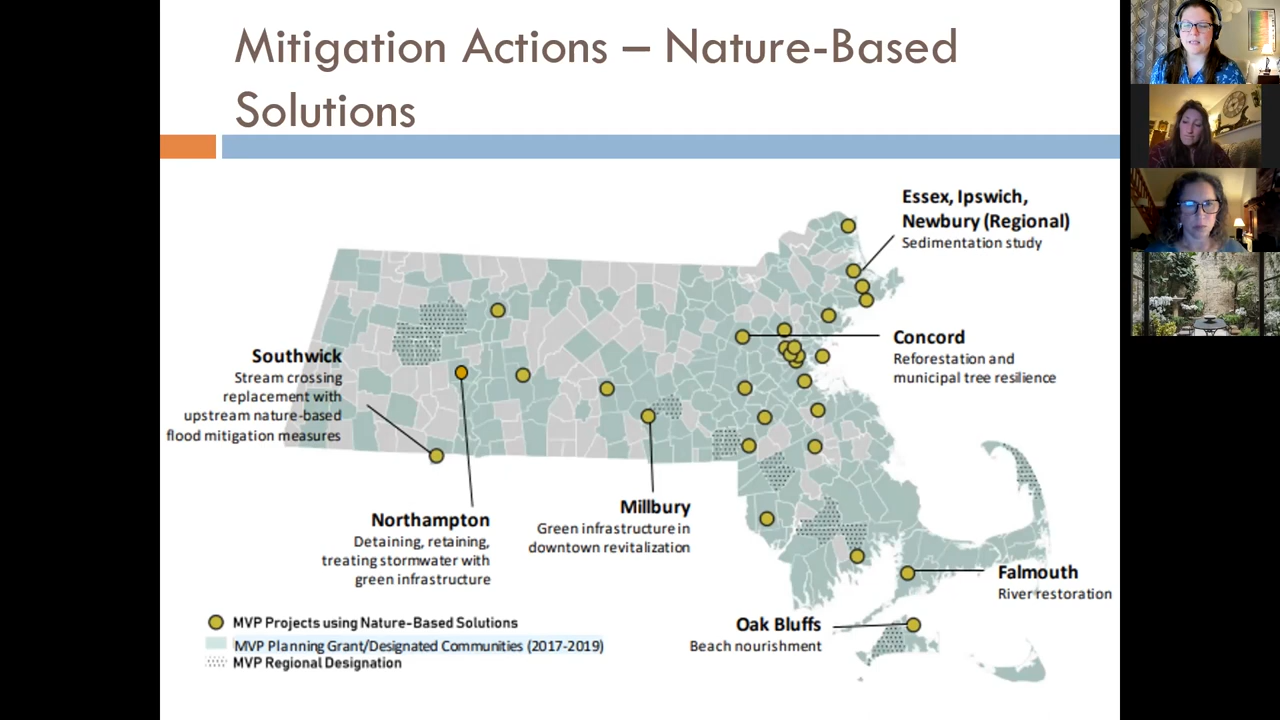 Mitigation Actions – Nature-Based
Solutions
Essex, Ipswich,
Newbury (Regional)
Sedimentation study
Concord
Reforestation and
municipal tree resilience
Southwick
Stream crossing
replacement with
upstream nature-based
flood mitigation measures
Northampton
Detaining, retaining,
treating stormwater with
green infrastructure
Millbury
Green infrastructure in
downtown revitalization
Falmouth
River restoration
Oak Bluffs
Beach nourishment
MVP Projects using Nature-Based Solutions
MVP Planning Grant/Designated Communities (2017-2019)
MVP Regional Designation